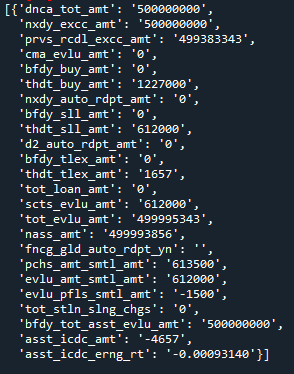 [{'dnca_tot_amt': '500000000',
'nxdy_excc_amt': '500000000',
'prvs_rcdl_excc_amt': '499383343',
'cma_evlu_amt': '0',
'bfdy_buy_amt': '0',
'thdt_buy_amt': '1227000',
'nxdy_auto_rdpt_amt': '0',
'bfdy_sll_amt': '0',
'thdt_sll_amt': '612000',
'd2_auto_rdpt_amt': '0',
'bfdy_tlex_amt': '0',
'thdt_tlex_amt': '1657',
'tot_loan_amt': '0',
'scts_evlu_amt': '612000',
'tot_evlu_amt': '499995343',
'nass_amt': '499993856',
'fncg_gld_auto_rdpt_yn': '',
'pchs_amt_smtl_amt': '613500',
'evlu_amt_smtl_amt': '612000',
'evlu_pfls_smtl_amt': '-1500',
'tot_stln_slng_chgs': '0',
'bfdy_tot_asst_evlu_amt': '500000000',
'asst_icdc_amt': '-4657',
'asst_icdc_erng_rt': '-0.00093140'}]